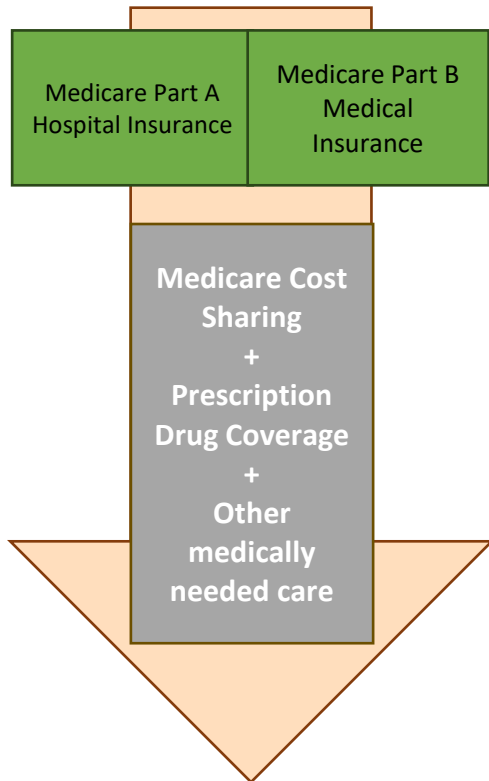 Medicare Part A
Hospital Insurance
Medicare Part B
Medical
Insurance
Medicare Cost
Sharing
+
Prescription
Drug Coverage
+
Other
medically
needed care